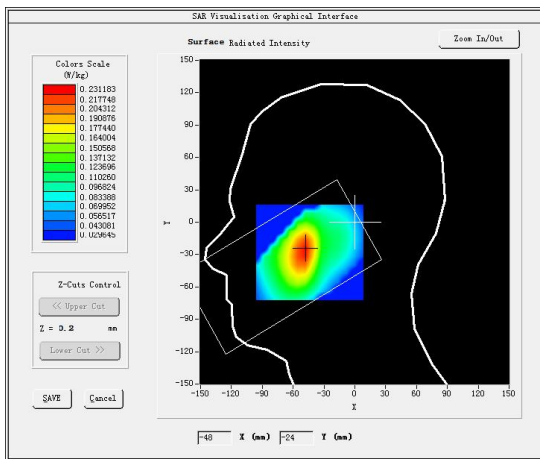 SAR Visualisation Graphical Interface
Surface Radiated Intensity
Zoom In/Out
Colors Scale
(W/kg)
0.231183
0.217748
0.204312
0.190876
0.177440
0.164004
0.150568
0.137132
0.123696
0.110260
0.096824
0.083388
0.069952
0.056517
0.043081
0.029645
Z-Cuts Control
<< Upper Cut
Z = 3.2 mm
Lower Cut >>
SAVE Cancel
150
120
90
60
30
0
-30
-60
-90
-120
-150
Y
-150 -120 -90 -60 -30 0 30 60 90 120 150
X
-48 X (mm) -24 Y (mm)